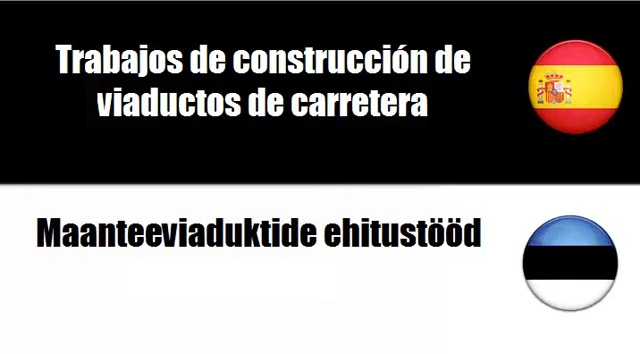 Trabajos de construcción de
viaductos de carretera
Maanteeviaduktide ehitustööd